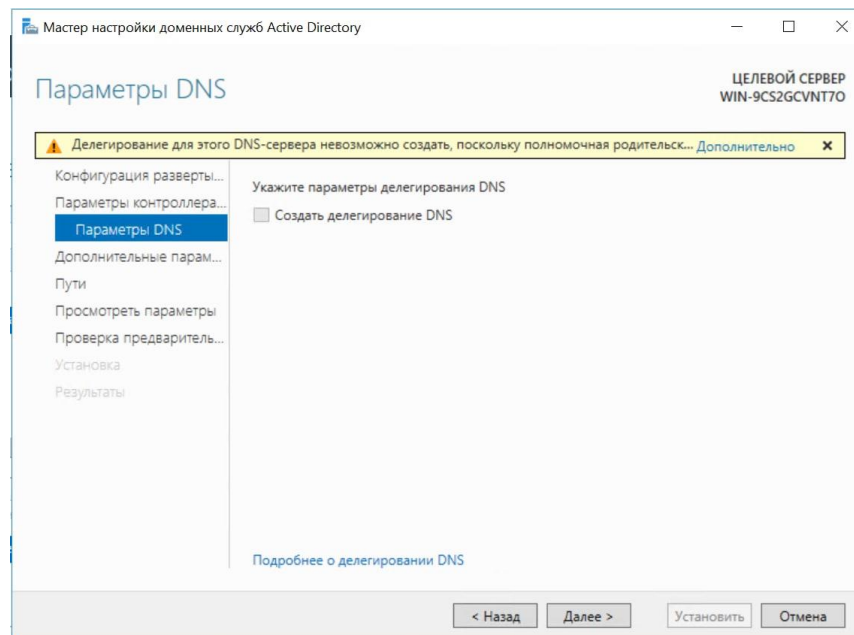 Мастер настройки доменных служб Active Directory
Параметры DNS
ЦЕЛЕВОЙ СЕРВЕР
WIN-9CS2GCVNT7O
Делегирование для этого DNS-сервера невозможно создать, поскольку полномочная родительск... Дополнительно
Конфигурация разверты...
Параметры контроллера...
Параметры DNS
Дополнительные парам...
Пути
Просмотреть параметры
Проверка предваритель...
Установка
Результаты
Укажите параметры делегирования DNS
Создать делегирование DNS
Подробнее о делегировании DNS
< Назад
Далее >
Установить
Отмена